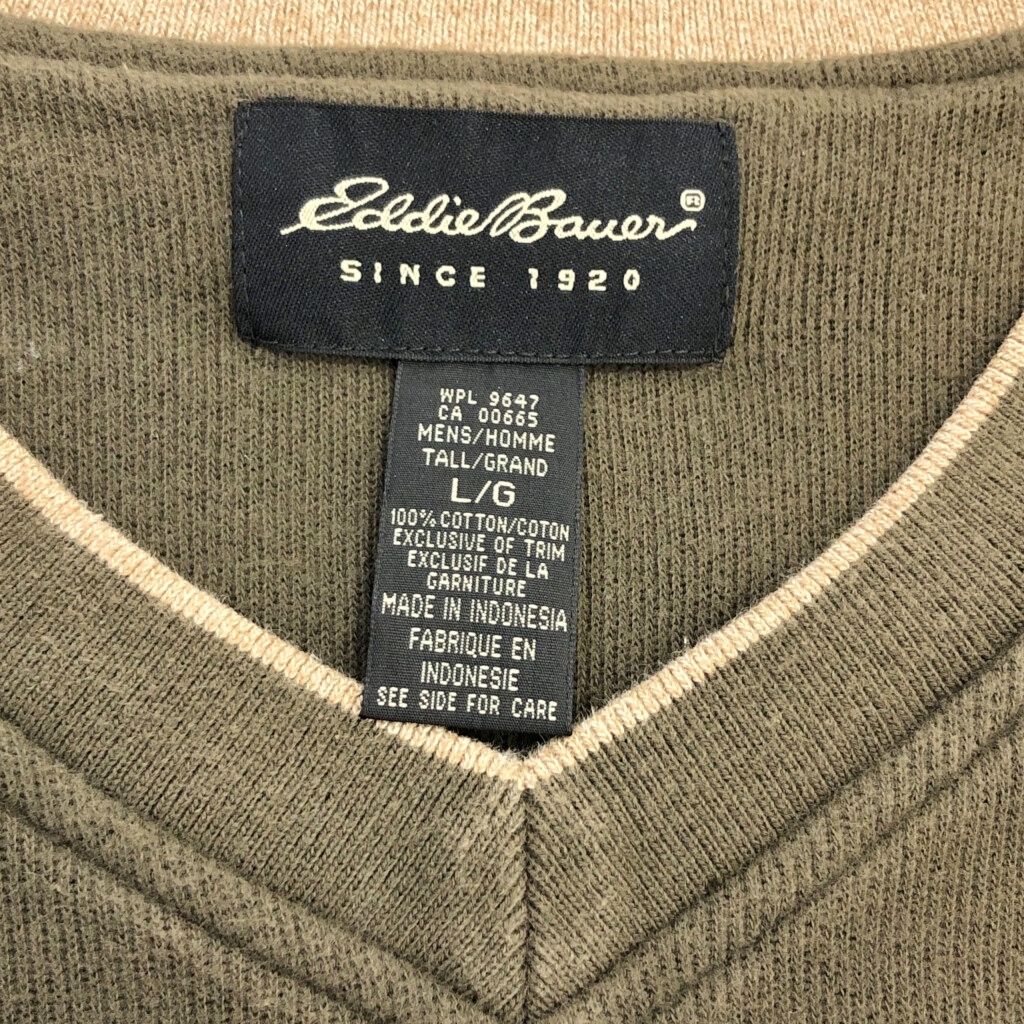 Eddie Bauer®
SINCE 1920
WPL 9647
CA 00665
MENS/HOMME
TALL/GRAND
L/G
100% COTTON/COTON
EXCLUSIVE OF TRIM
EXCLUSIF DE LA
GARNITURE
MADE IN INDONESIA
FABRIQUE EN
INDONESIE
SEE SIDE FOR CARE